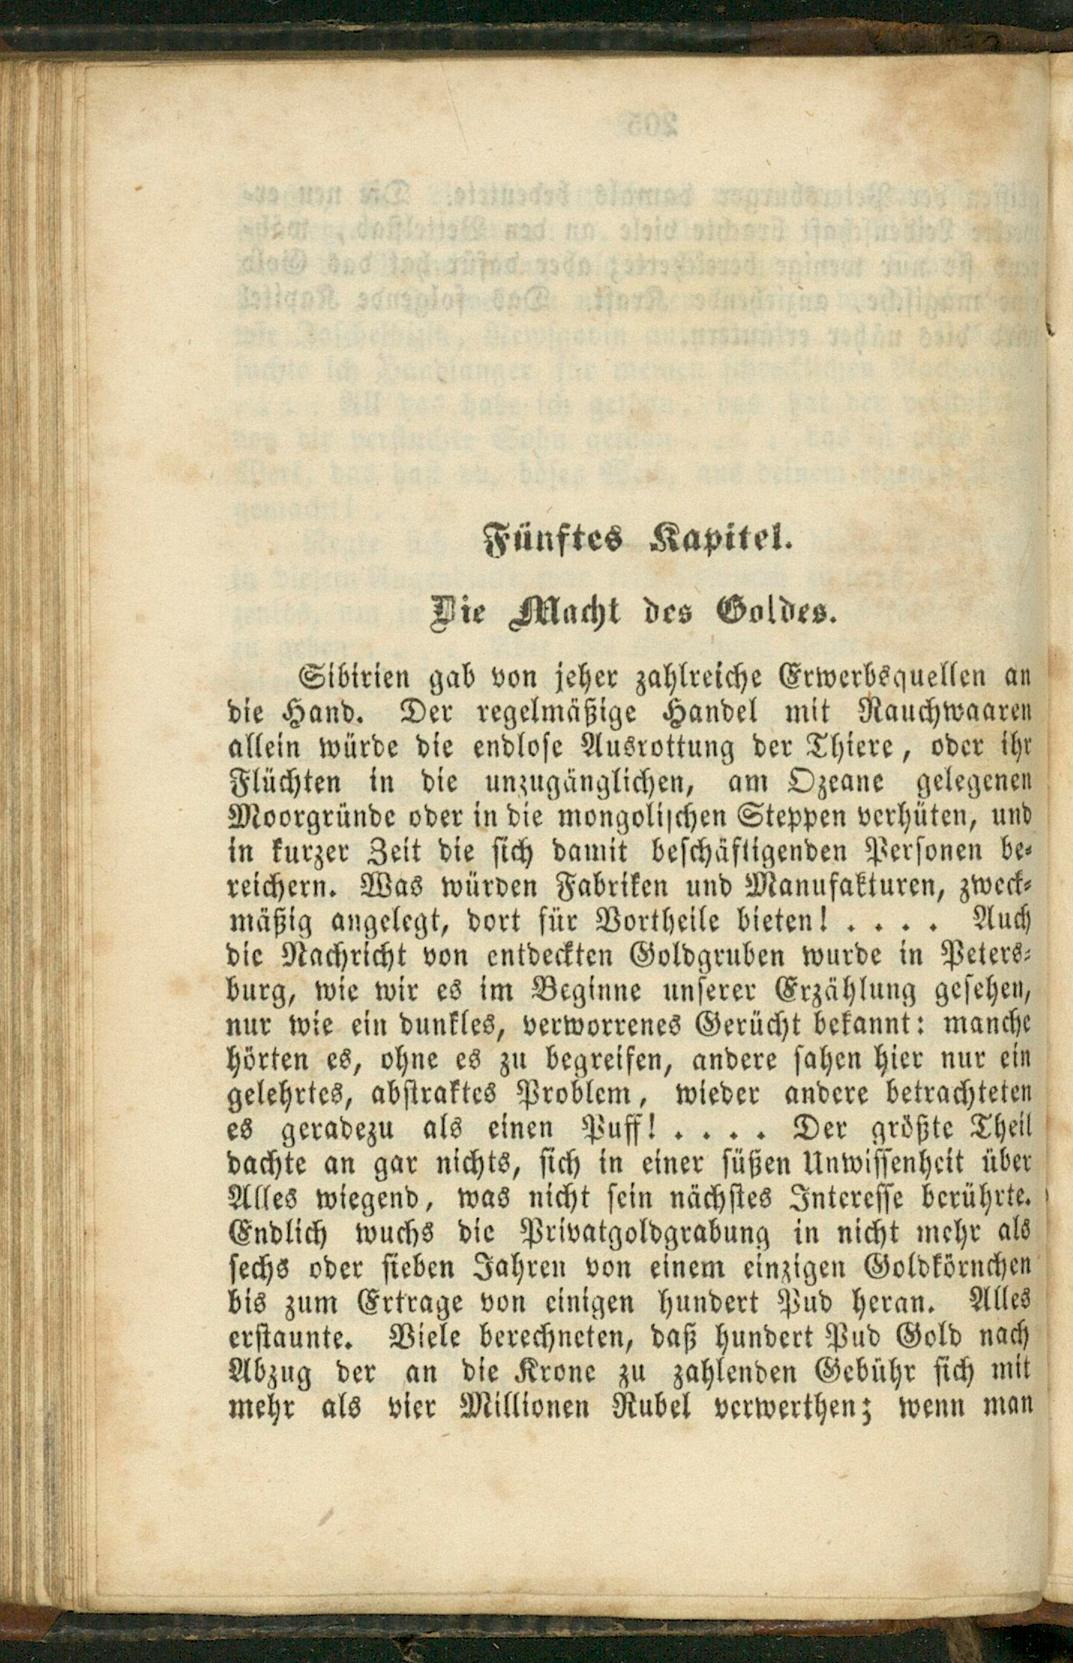 Fünftes Kapitel.
Die Macht des Goldes.
Sibirien gab von jeher zahlreiche Erwerbsquellen an
die Hand. Der regelmäßige Handel mit Rauchwaaren
allein würde die endlose Ausrottung der Thiere, oder ihr
Flüchten in die unzugänglichen, am Ozeane gelegenen
Moorgründe oder in die mongolischen Steppen verhüten, und
in kurzer Zeit die sich damit beschäftigenden Personen be-
reichern. Was würden Fabriken und Manufakturen, zweck-
mäßig angelegt, dort für Vortheile bieten! . . . . Auch
die Nachricht von entdeckten Goldgruben wurde in Peters-
burg, wie wir es im Beginne unserer Erzählung gesehen,
nur wie ein dunkles, verworrenes Gerücht bekannt: manche
hörten es, ohne es zu begreifen, andere sahen hier nur ein
gelehrtes, abstraktes Problem, wieder andere betrachteten
es geradezu als einen Puff! . . . . Der größte Theil
dachte an gar nichts, sich in einer süßen Unwissenheit über
Alles wiegend, was nicht sein nächstes Interesse berührte.
Endlich wuchs die Privatgoldgrabung in nicht mehr als
sechs oder sieben Jahren von einem einzigen Goldkörnchen
bis zum Ertrage von einigen hundert Pud heran. Alles
erstaunte. Viele berechneten, daß hundert Pud Gold nach
Abzug der an die Krone zu zahlenden Gebühr sich mit
mehr als vier Millionen Rubel verwerthen; wenn man